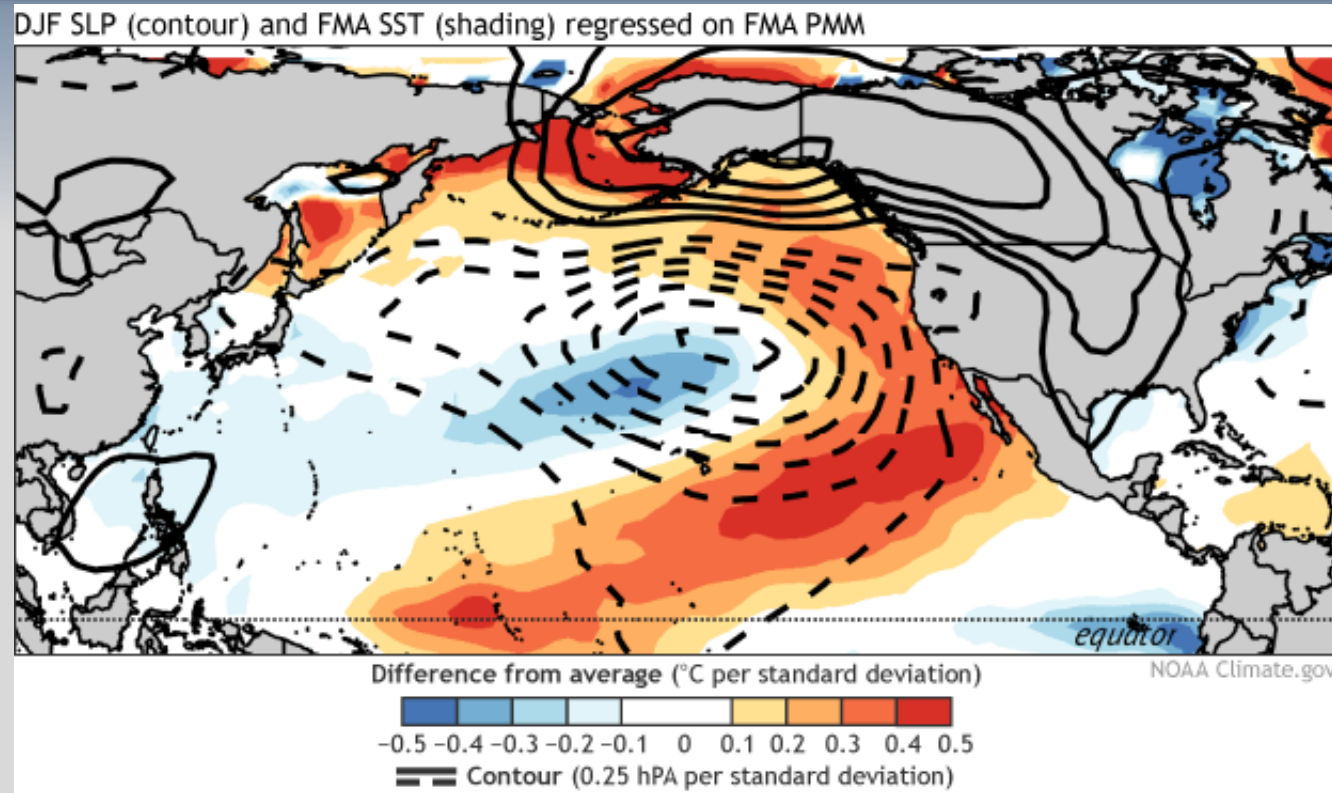 DJF SLP (contour) and FMA SST (shading) regressed on FMA PMM
equator
Difference from average (°C per standard deviation)
NOAA Climate.gov
−0.5 −0.4 −0.3 −0.2 −0.1 0 0.1 0.2 0.3 0.4 0.5
Contour (0.25 hPA per standard deviation)